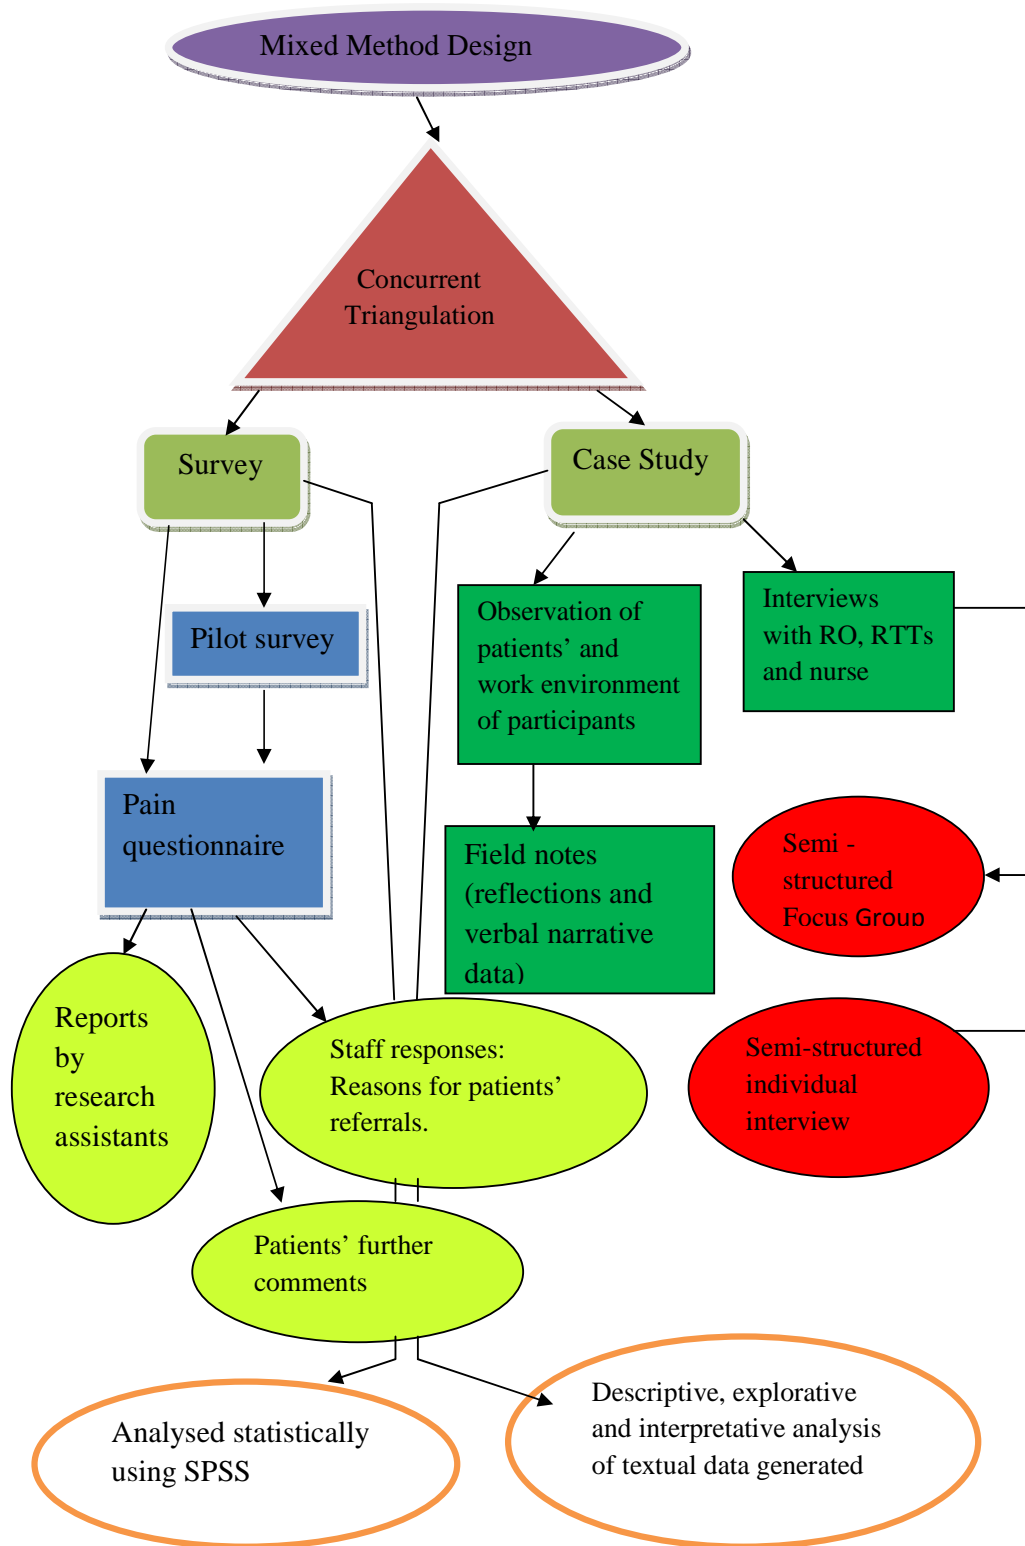 Mixed Method Design
Concurrent
Triangulation
Survey
Case Study
Pilot survey
Observation of
patients’ and
work environment
of participants
Interviews
with RO, RTTs
and nurse
Pain
questionnaire
Field notes
(reflections and
verbal narrative
data)
Semi -
structured
Focus Group
Reports
by
research
assistants
Staff responses:
Reasons for patients’
referrals.
Semi-structured
individual
interview
Patients’ further
comments
Analysed statistically
using SPSS
Descriptive, explorative
and interpretative analysis
of textual data generated